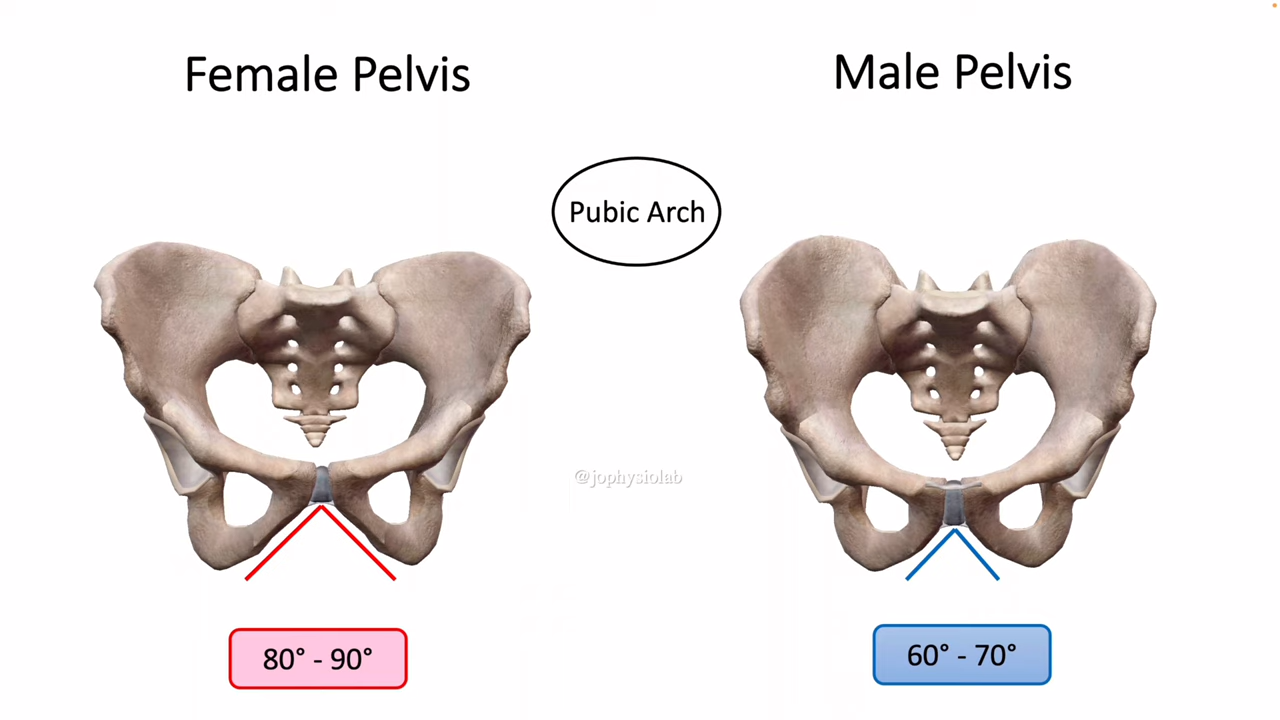 Female Pelvis
Male Pelvis
Pubic Arch
@jophysiolab
80° - 90°
60° - 70°